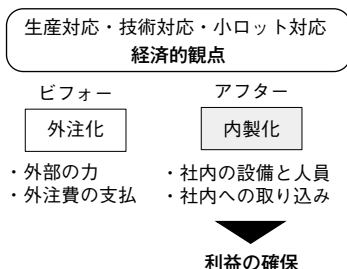 生産対応・技術対応・小ロット対応
経済的観点
ビフォー
アフター
外注化
内製化
・外部の力
・外注費の支払
・社内の設備と人員
・社内への取り込み
利益の確保